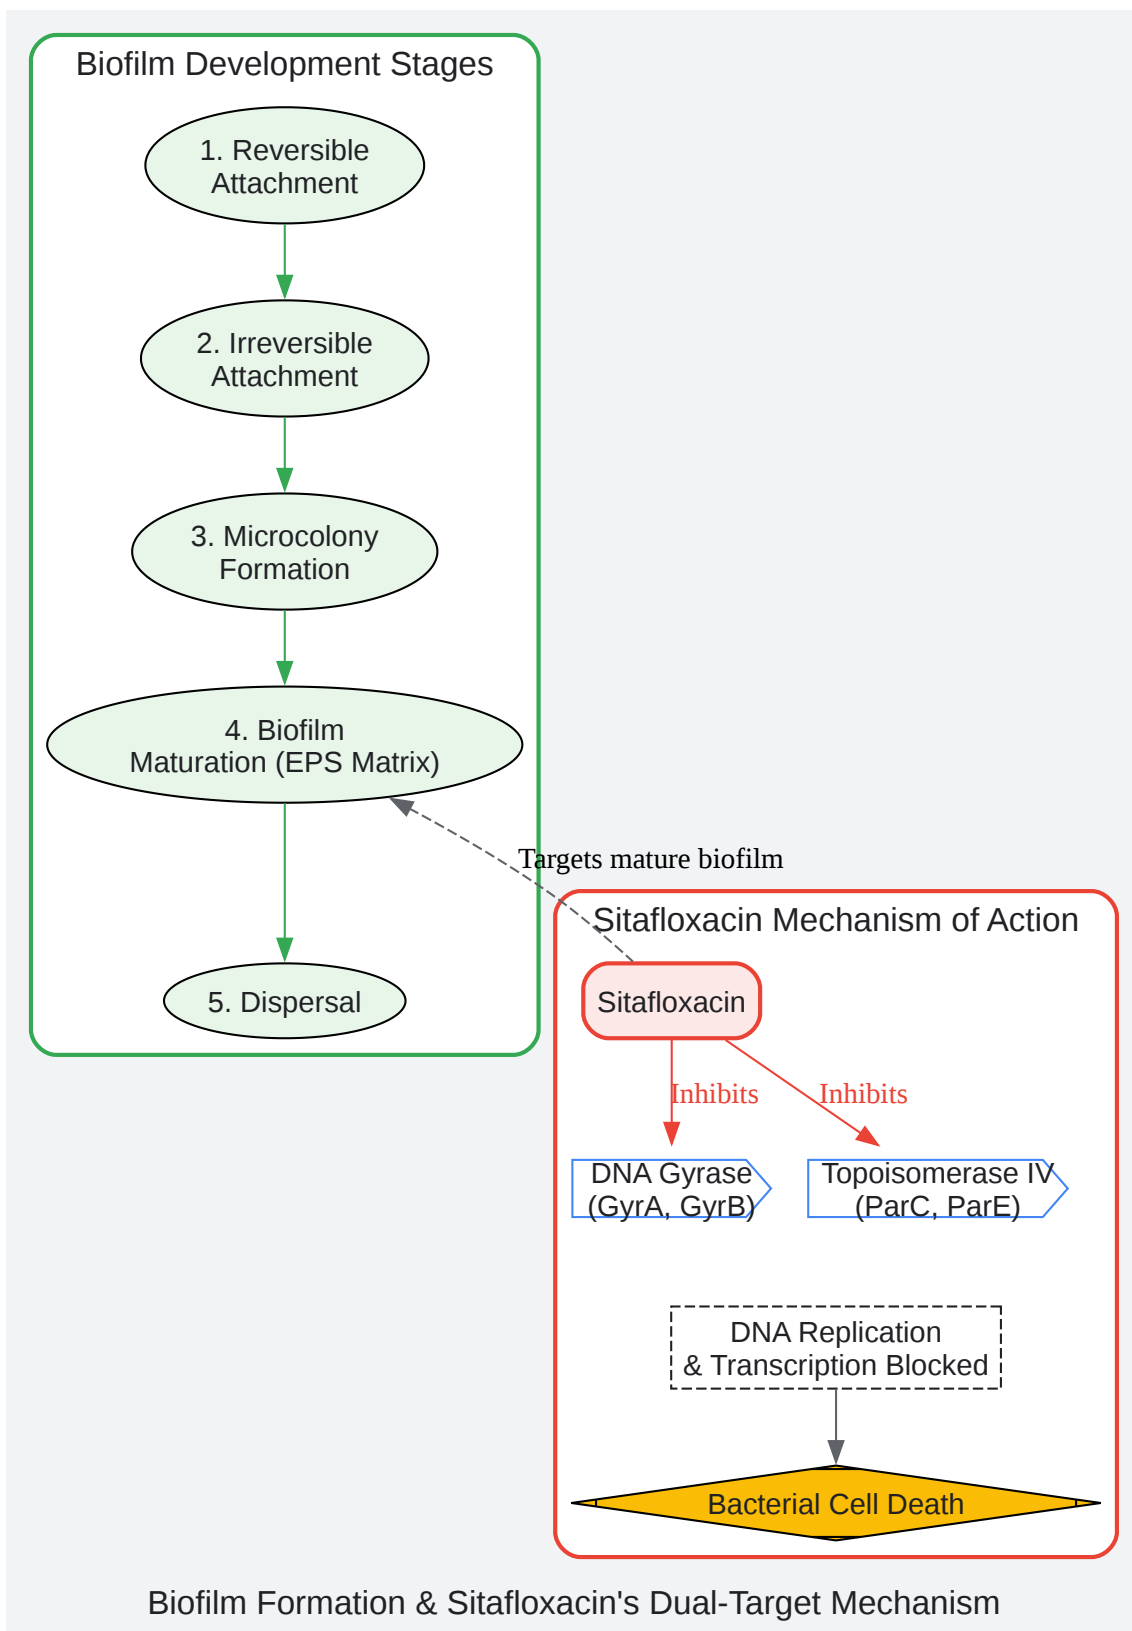 Biofilm Development Stages
1. Reversible
Attachment
2. Irreversible
Attachment
3. Microcolony
Formation
4. Biofilm
Maturation (EPS Matrix)
5. Dispersal
Targets mature biofilm
Sitafloxacin Mechanism of Action
Sitafloxacin
Inhibits
Inhibits
DNA Gyrase
(GyrA, GyrB)
Topoisomerase IV
(ParC, ParE)
DNA Replication
& Transcription Blocked
Bacterial Cell Death
Biofilm Formation & Sitafloxacin's Dual-Target Mechanism